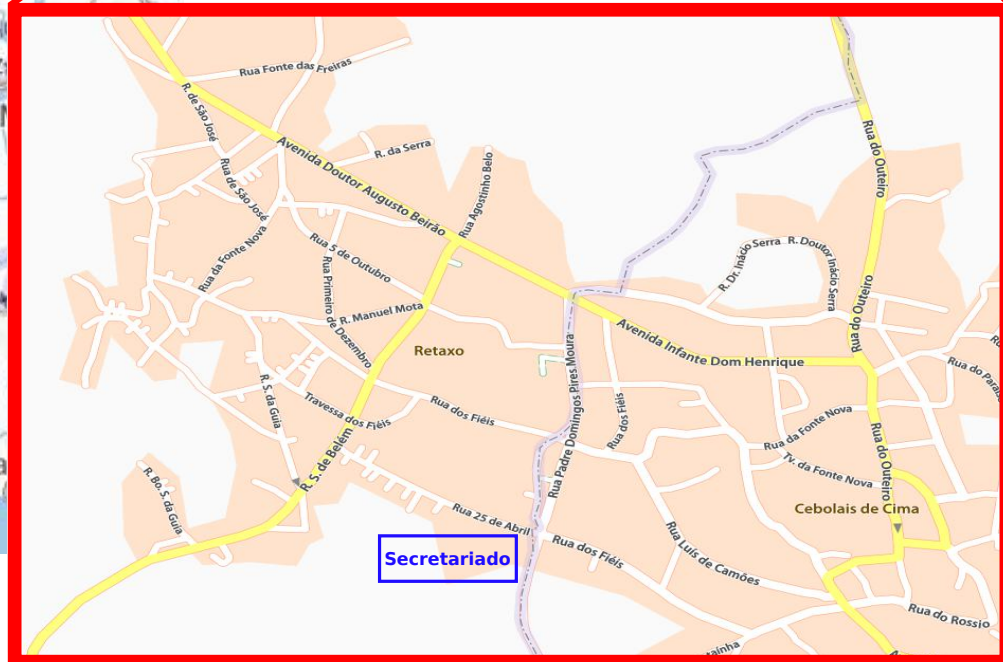 Rua Fonte das Freiras
R. de São José
Avenida Doutor Augusto Beirão
R. da Serra
Rua Agostinho Belo
Rua de São José
Rua da Fonte Nova
Rua 5 de Outubro
Rua Primeiro de Dezembro
R. Manuel Mota
Retaxo
R. S. da Guia
Travessa dos Fiéis
Rua dos Fiéis
R. S. de Belém
R. Bo. S. da Guia
Rua 25 de Abril
Secretariado
Rua dos Fiéis
Rua Padre Domingos Pires Moura
Rua dos Fiéis
Avenida Infante Dom Henrique
R. Dr. Inácio Serra
R. Doutor Inácio Serra
Rua do Outeiro
Rua do Outeiro
Rua da Fonte Nova
Tv. da Fonte Nova
Rua do Outeiro
Cebolais de Cima
Rua Luís de Camões
Rua do Rossio